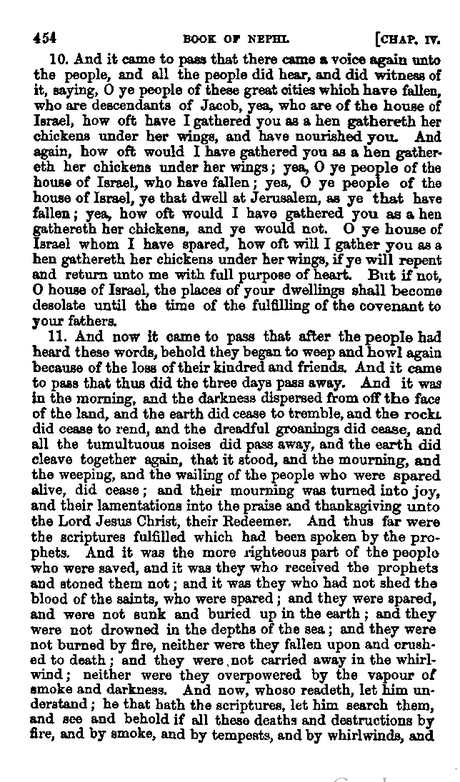 454 BOOK OF NEPHI. [CHAP. IV.
10. And it came to pass that there came a voice again unto
the people, and all the people did hear, and did witness of
it, saying, O ye people of these great cities which have fallen,
who are descendants of Jacob, yea, who are of the house of
Israel, how oft have I gathered you as a hen gathereth her
chickens under her wings, and have nourished you. And
again, how oft would I have gathered you as a hen gather-
eth her chickens under her wings; yea, O ye people of the
house of Israel, who have fallen; yea, O ye people of the
house of Israel, ye that dwell at Jerusalem, as ye that have
fallen; yea, how oft would I have gathered you as a hen
gathereth her chickens, and ye would not. O ye house of
Israel whom I have spared, how oft will I gather you as a
hen gathereth her chickens under her wings, if ye will repent
and return unto me with full purpose of heart. But if not,
O house of Israel, the places of your dwellings shall become
desolate until the time of the fulfilling of the covenant to
your fathers.
11. And now it came to pass that after the people had
heard these words, behold they began to weep and howl again
because of the loss of their kindred and friends. And it came
to pass that thus did the three days pass away. And it was
in the morning, and the darkness dispersed from off the face
of the land, and the earth did cease to tremble, and the rocks
did cease to rend, and the dreadful groanings did cease, and
all the tumultuous noises did pass away, and the earth did
cleave together again, that it stood, and the mourning, and
the weeping, and the wailing of the people who were spared
alive, did cease; and their mourning was turned into joy,
and their lamentations into the praise and thanksgiving unto
the Lord Jesus Christ, their Redeemer. And thus far were
the scriptures fulfilled which had been spoken by the pro-
phets. And it was the more righteous part of the people
who were saved, and it was they who received the prophets
and stoned them not; and it was they who had not shed the
blood of the saints, who were spared; and they were spared,
and were not sunk and buried up in the earth; and they
were not drowned in the depths of the sea; and they were
not burned by fire, neither were they fallen upon and crush-
ed to death; and they were not carried away in the whirl-
wind; neither were they overpowered by the vapour of
smoke and darkness. And now, whoso readeth, let him un-
derstand; he that hath the scriptures, let him search them,
and see and behold if all these deaths and destructions by
fire, and by smoke, and by tempests, and by whirlwinds, and